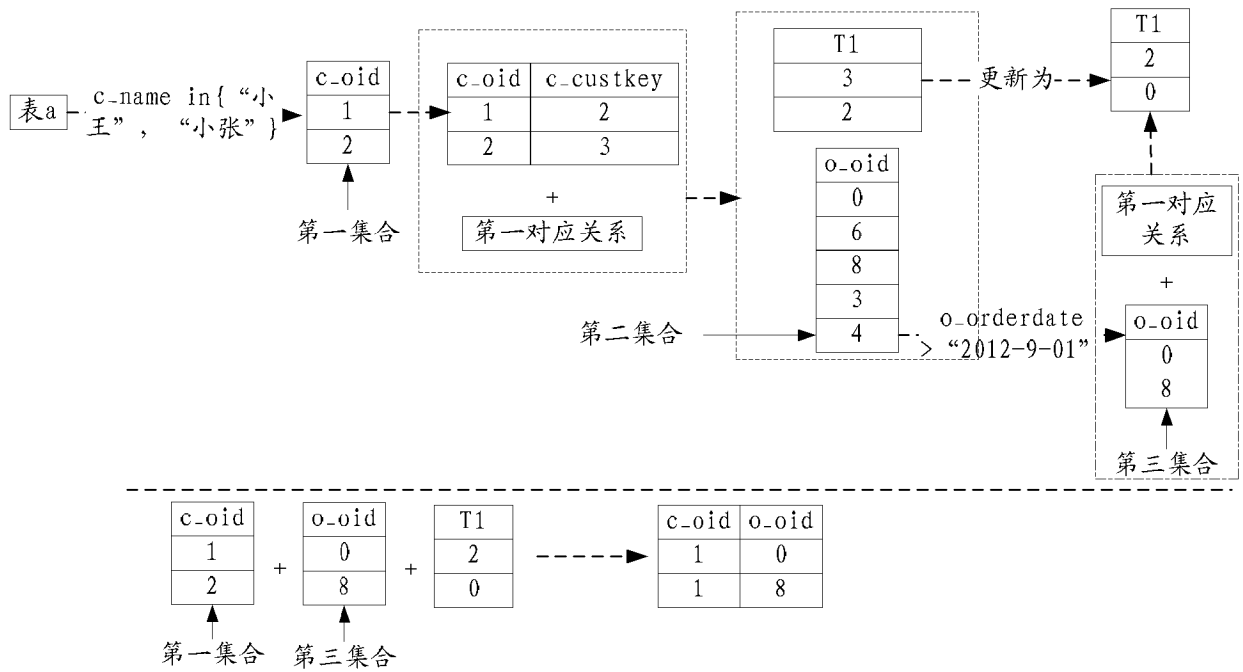 表a
c_name in{ “小
王”, “小张”}
c_oid
1
2
第一集合
c_oid c_custkey
1 2
2 3
+
第一对应关系
T1
3
2
o_oid
0
6
8
3
4
第二集合
更新为
T1
2
0
第一对应
关系
+
o_orderdate
> “2012-9-01”
o_oid
0
8
第三集合
c_oid
1
2
第一集合
+
o_oid
0
8
第三集合
+
T1
2
0
c_oid o_oid
1 0
1 8